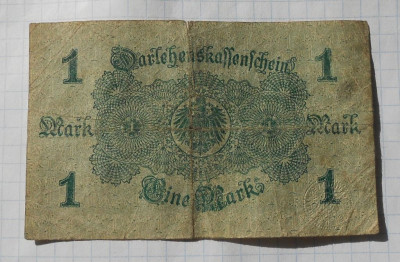 1 Darlehenskassenschein 1
Mark Mark
1 Eine Mark 1